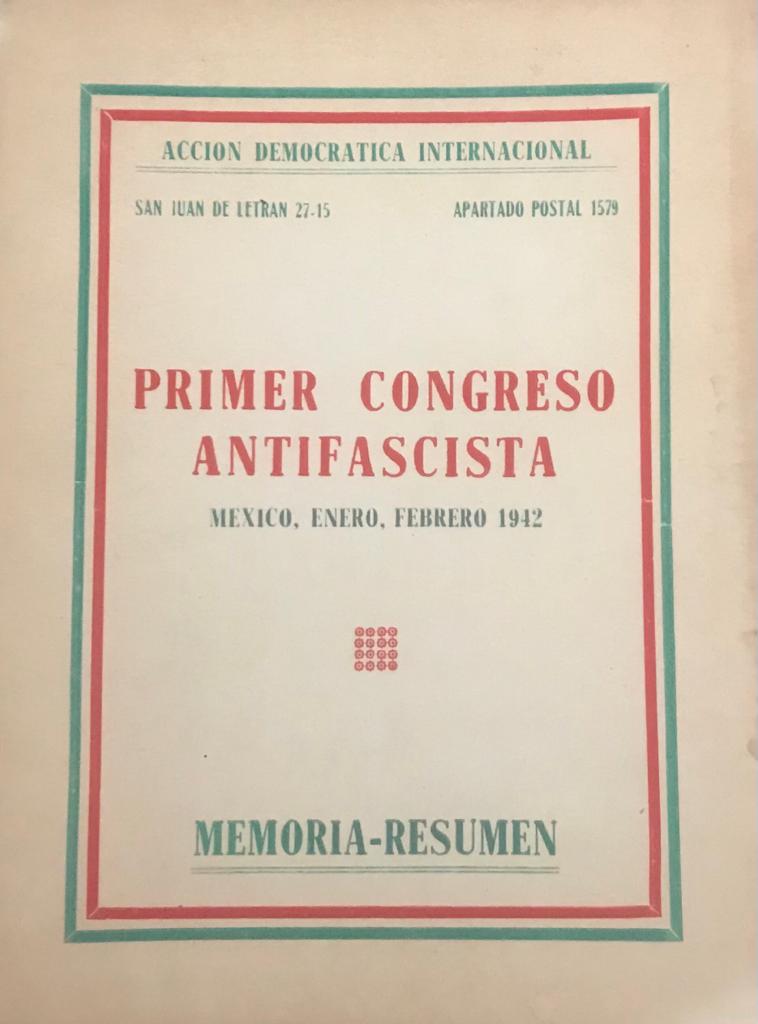 ACCION DEMOCRATICA INTERNACIONAL
SAN JUAN DE LETRAN 27-15 APARTADO POSTAL 1579
PRIMER CONGRESO
ANTIFASCISTA
MEXICO, ENERO, FEBRERO 1942
MEMORIA-RESUMEN